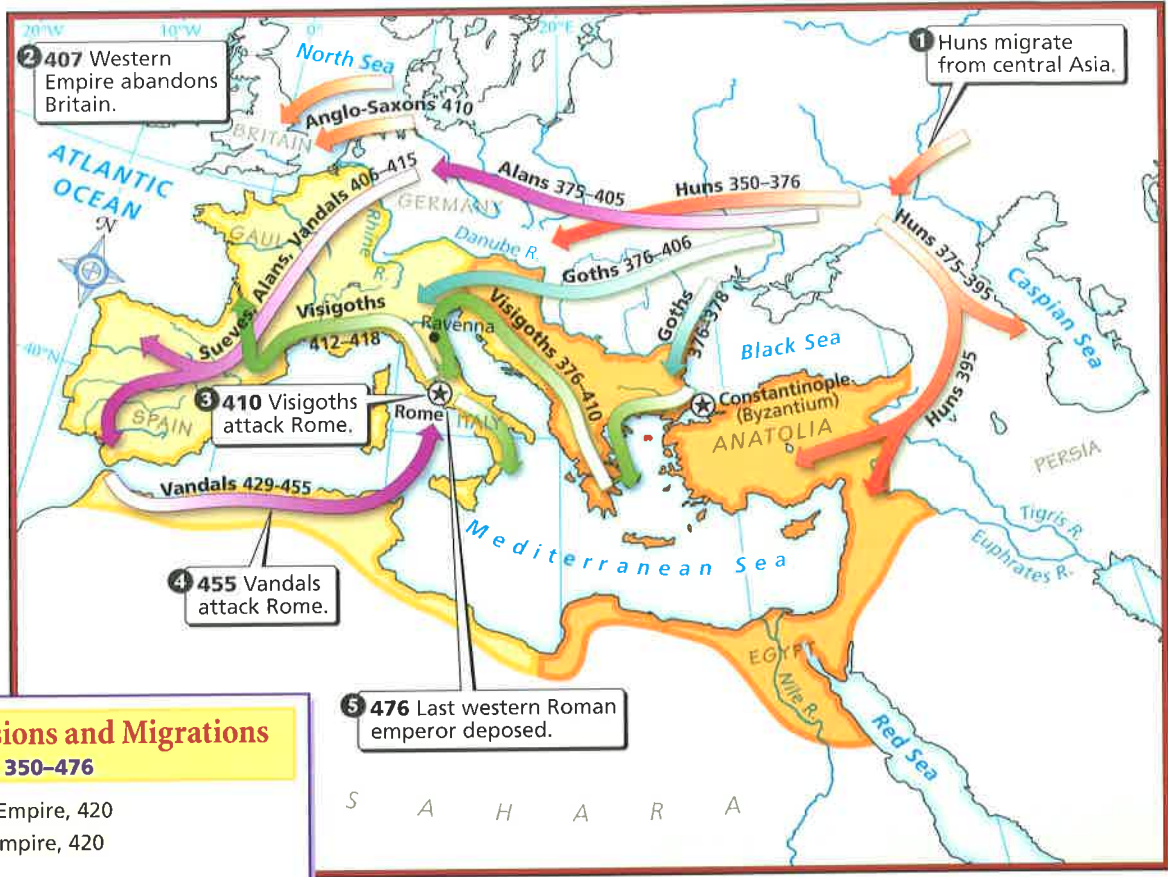 20°W
10°W
0°
20°E
2 407 Western
Empire abandons
Britain.
North Sea
1 Huns migrate
from central Asia.
Anglo-Saxons 410
BRITAIN
ATLANTIC
OCEAN
N
Sueves, Alans, Vandals 406–415
GERMANY
Alans 375–405
Huns 350–376
GAUL
Rhine
R.
Danube R.
Goths 376–406
Huns 375–395
Caspian Sea
Visigoths
412–418
Ravenna
Visigoths 376–410
Goths
376–378
Black Sea
Huns 395
40°N
3 410 Visigoths
attack Rome.
Rome
ITALY
Constantinople
(Byzantium)
ANATOLIA
SPAIN
PERSIA
Vandals 429-455
Tigris R.
Euphrates R.
Mediterranean Sea
4 455 Vandals
attack Rome.
EGYPT
Nile R.
Red Sea
5 476 Last western Roman
emperor deposed.
sions and Migrations
350–476
Empire, 420
mpire, 420
SAHARA